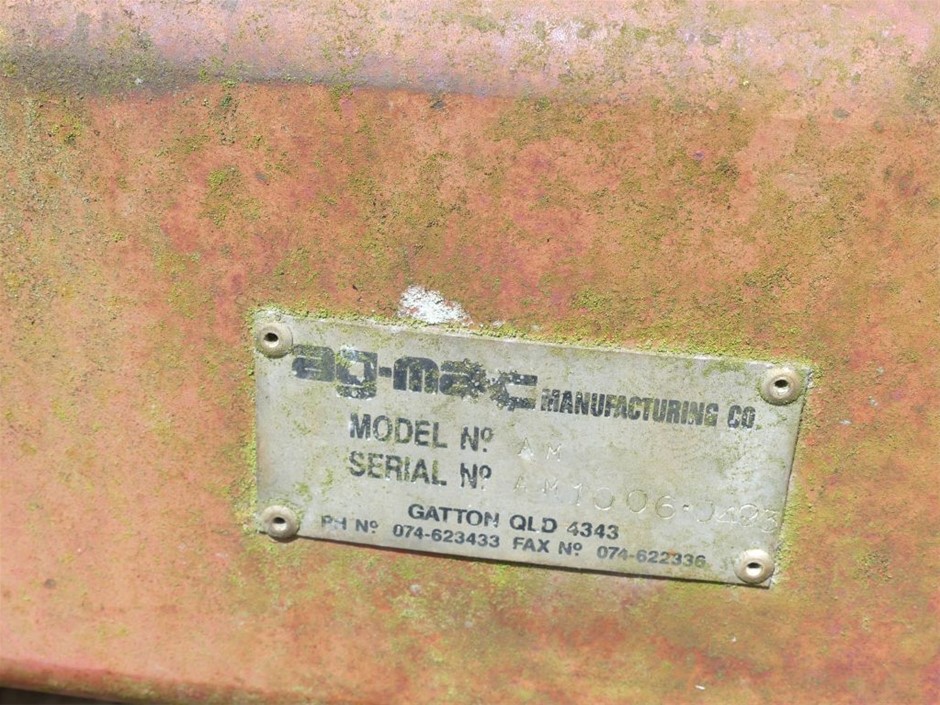 ag-mac MANUFACTURING CO.
MODEL Nº AM
SERIAL Nº AM1006-0493
GATTON QLD 4343
PH Nº 074-623433 FAX Nº 074-622336